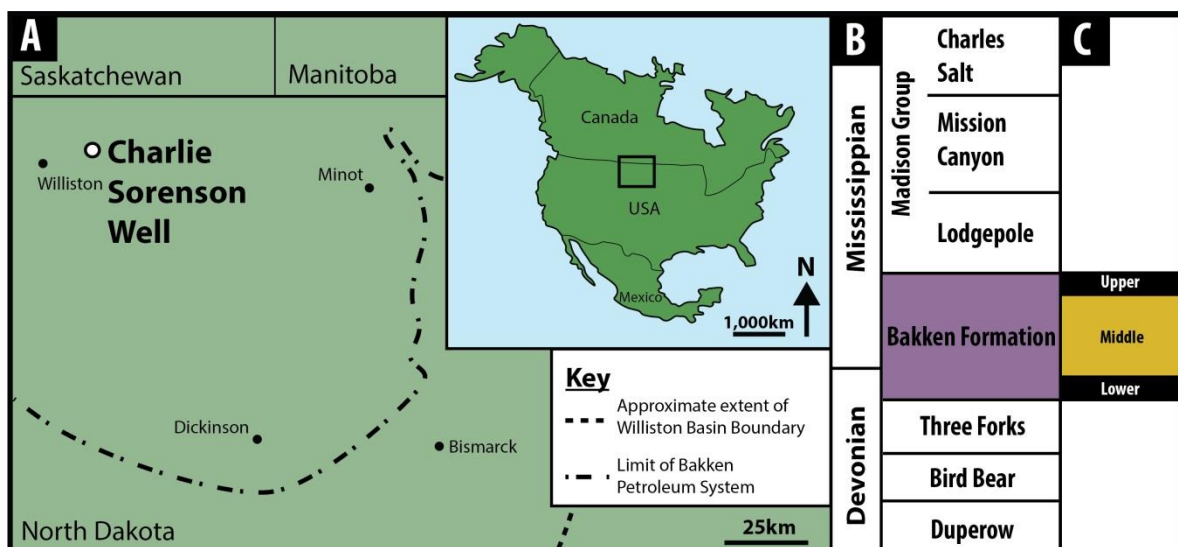 A
Saskatchewan
Manitoba
Charlie
Sorenson
Well
Williston
Minot
Dickinson
Bismarck
North Dakota
Canada
USA
Mexico
N
1,000km
Key
Approximate extent of
Williston Basin Boundary
Limit of Bakken
Petroleum System
25km
B
Mississippian
Devonian
Madison Group
Charles
Salt
Mission
Canyon
Lodgepole
Bakken Formation
Three Forks
Bird Bear
Duperow
C
Upper
Middle
Lower